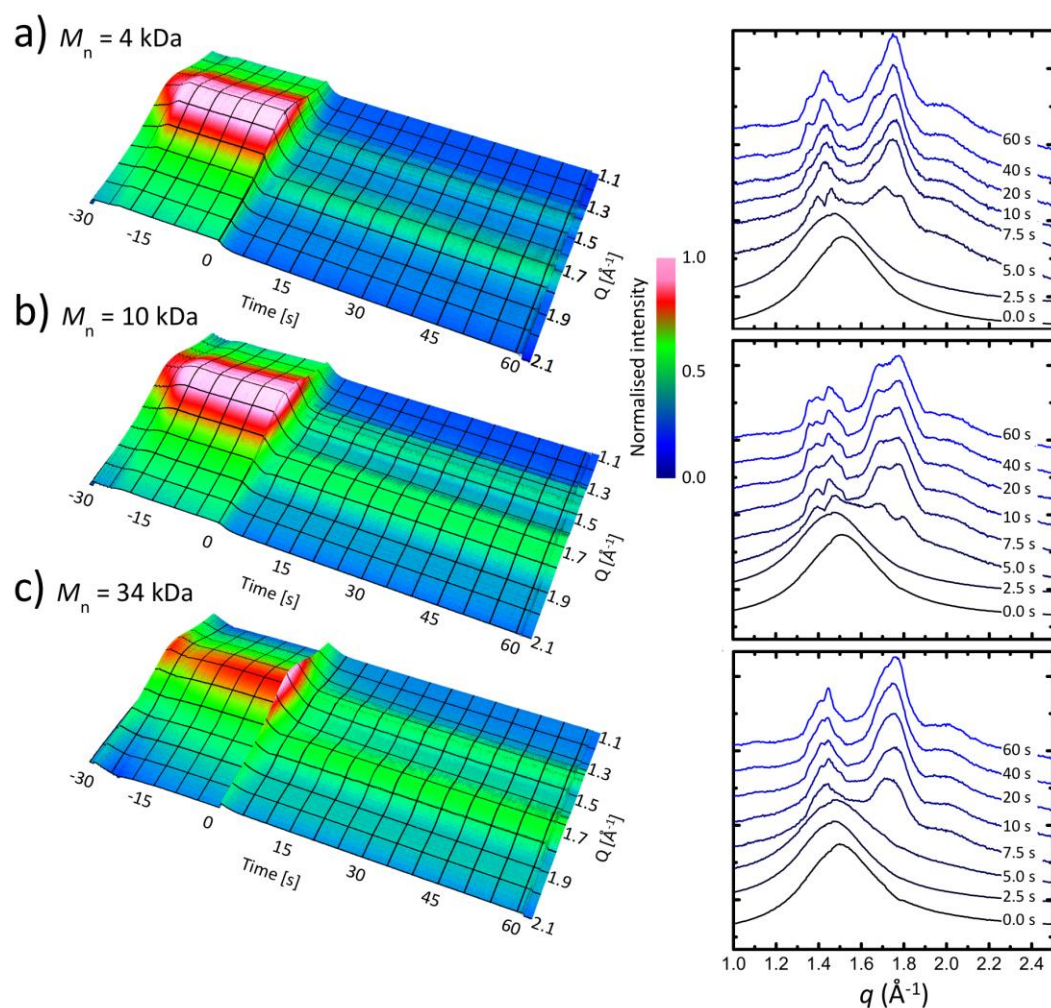 a) Mn = 4 kDa
-30
-15
0
15
30
45
60
Time [s]
1.1
1.3
1.5
1.7
1.9
2.1
Q [Å-1]
60 s
40 s
20 s
10 s
7.5 s
5.0 s
2.5 s
0.0 s
Normalised intensity
1.0
0.5
0.0
b) Mn = 10 kDa
-30
-15
0
15
30
45
60
Time [s]
1.1
1.3
1.5
1.7
1.9
2.1
Q [Å-1]
60 s
40 s
20 s
10 s
7.5 s
5.0 s
2.5 s
0.0 s
c) Mn = 34 kDa
-30
-15
0
15
30
45
60
Time [s]
1.1
1.3
1.5
1.7
1.9
2.1
Q [Å-1]
60 s
40 s
20 s
10 s
7.5 s
5.0 s
2.5 s
0.0 s
1.0 1.2 1.4 1.6 1.8 2.0 2.2 2.4
q (Å-1)